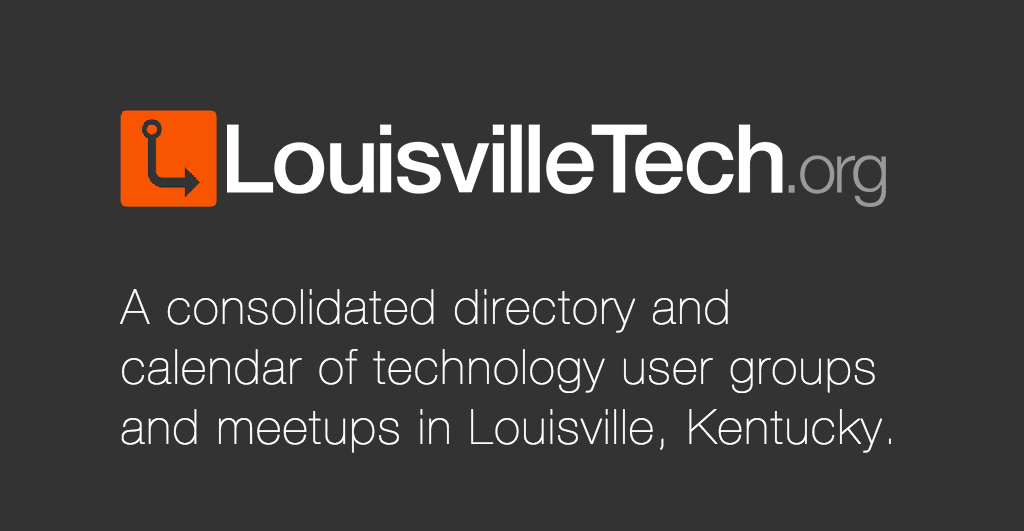 LouisvilleTech.org
A consolidated directory and
calendar of technology user groups
and meetups in Louisville, Kentucky.